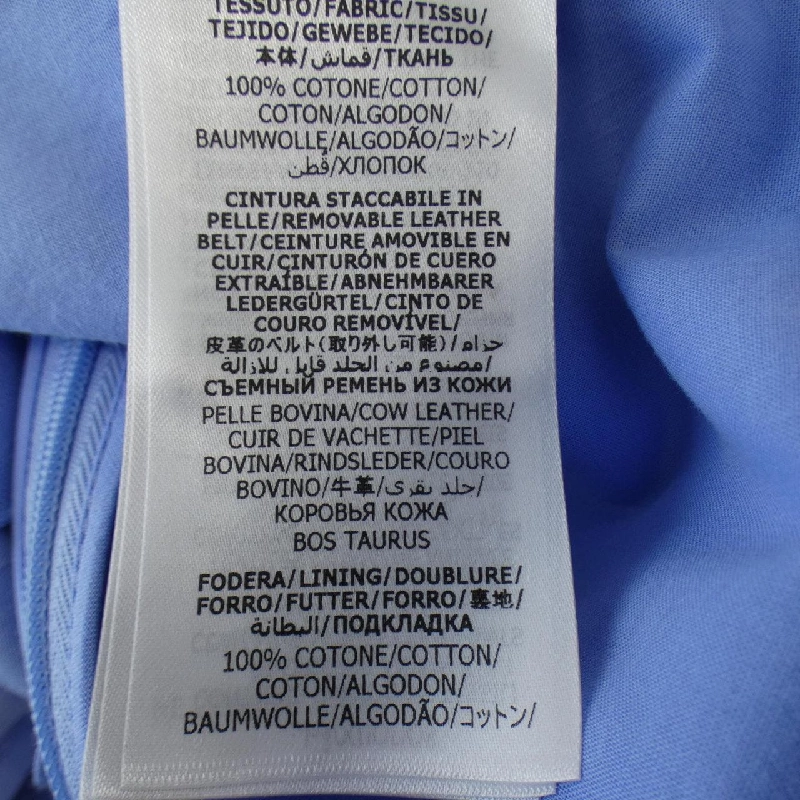 TESSUTO/FABRIC/TISSU/
TEJIDO/GEWEBE/TECIDO/
本体/قماش/ТКАНЬ
100% COTONE/COTTON/
COTON/ALGODON/
BAUMWOLLE/ALGODÃO/コットン/
قُطن/ХЛОПОК
CINTURA STACCABILE IN
PELLE/REMOVABLE LEATHER
BELT/CEINTURE AMOVIBLE EN
CUIR/CINTURÓN DE CUERO
EXTRAÍBLE/ABNEHMBARER
LEDERGÜRTEL/CINTO DE
COURO REMOVÍVEL/
皮革のベルト(取り外し可能)/حزام
مصنوع من الجلد قابل للازالة/
СЪЕМНЫЙ РЕМЕНЬ ИЗ КОЖИ
PELLE BOVINA/COW LEATHER/
CUIR DE VACHETTE/PIEL
BOVINA/RINDSLEDER/COURO
BOVINO/牛革/جلد بقري/
КОРОВЬЯ КОЖА
BOS TAURUS
FODERA/LINING/DOUBLURE/
FORRO/FUTTER/FORRO/裏地/
البطانة/ПОДКЛАДКА
100% COTONE/COTTON/
COTON/ALGODON/
BAUMWOLLE/ALGODÃO/コットン/